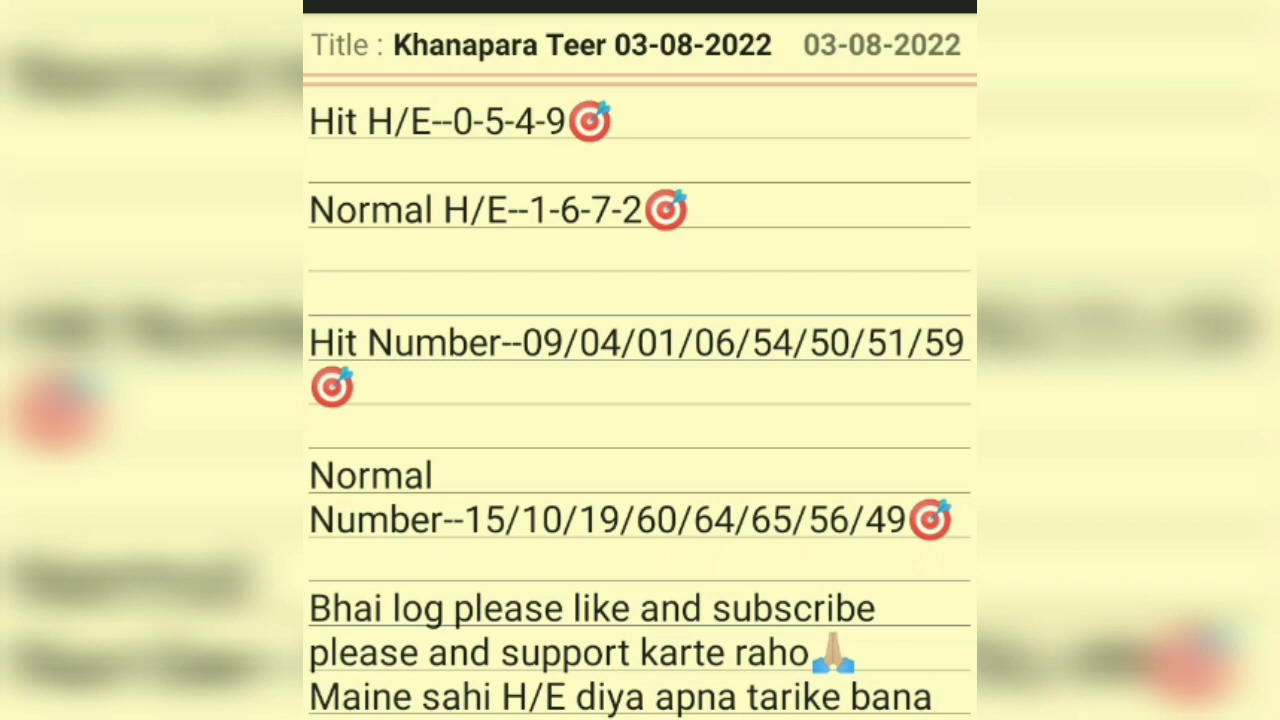 Title : Khanapara Teer 03-08-2022 03-08-2022
Hit H/E--0-5-4-9🎯
Normal H/E--1-6-7-2🎯
Hit Number--09/04/01/06/54/50/51/59
🎯
Normal
Number--15/10/19/60/64/65/56/49🎯
Bhai log please like and subscribe
please and support karte raho🙏🏼
Maine sahi H/E diya apna tarike bana